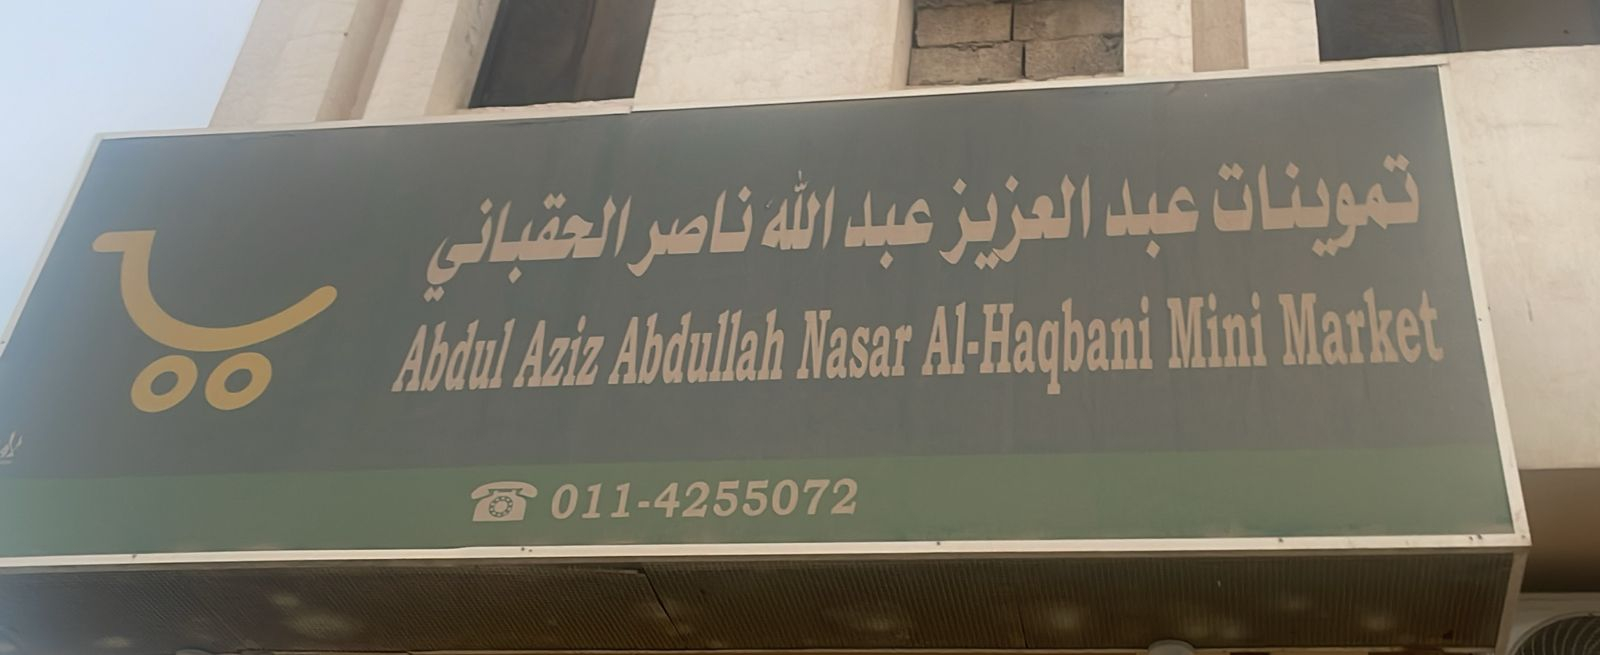 تموينات عبد العزيز عبد الله ناصر الحقباني
Abdul Aziz Abdullah Nasar Al-Haqbani Mini Market
011-4255072